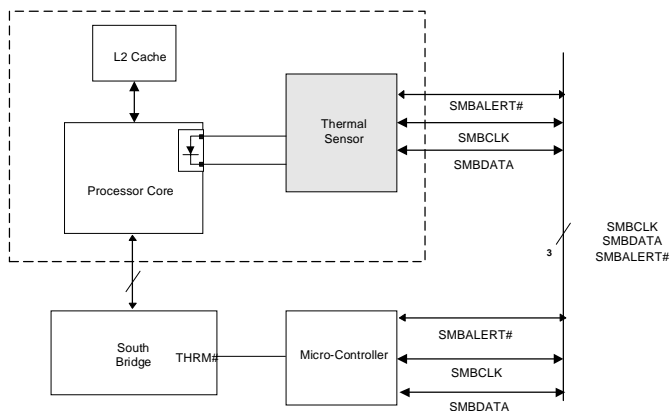 L2 Cache
Thermal
Sensor
Processor Core
SMBALERT#
SMBCLK
SMBDATA
3
SMBCLK
SMBDATA
SMBALERT#
South
Bridge
THRM#
Micro-Controller
SMBALERT#
SMBCLK
SMBDATA